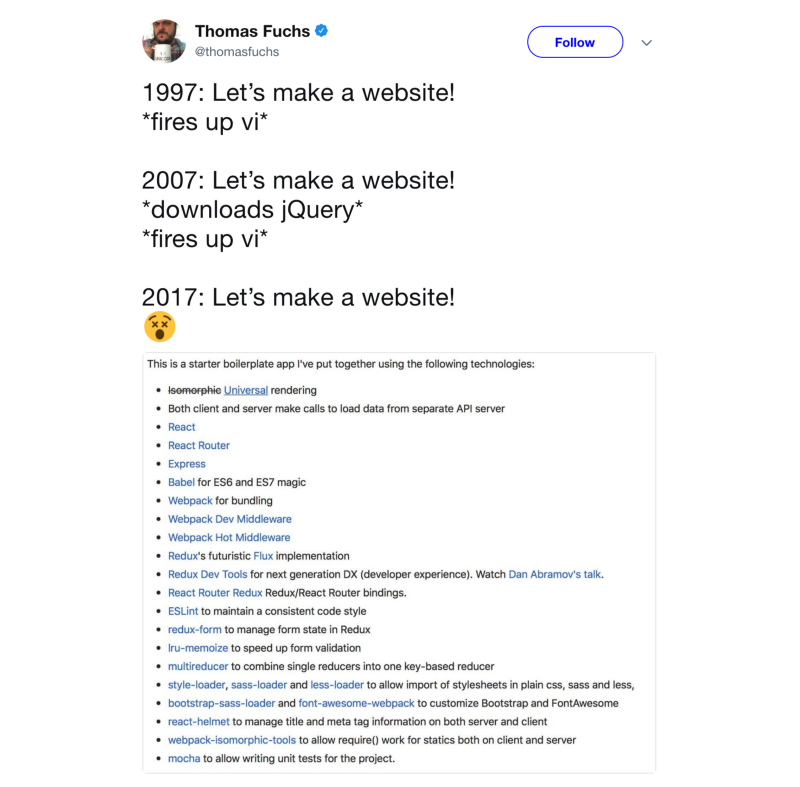 Thomas Fuchs
@thomasfuchs
Follow
1997: Let’s make a website!
*fires up vi*
2007: Let’s make a website!
*downloads jQuery*
*fires up vi*
2017: Let’s make a website!
😵
This is a starter boilerplate app I've put together using the following technologies:
• Isomorphic Universal rendering
• Both client and server make calls to load data from separate API server
• React
• React Router
• Express
• Babel for ES6 and ES7 magic
• Webpack for bundling
• Webpack Dev Middleware
• Webpack Hot Middleware
• Redux's futuristic Flux implementation
• Redux Dev Tools for next generation DX (developer experience). Watch Dan Abramov's talk.
• React Router Redux Redux/React Router bindings.
• ESLint to maintain a consistent code style
• redux-form to manage form state in Redux
• lru-memoize to speed up form validation
• multireducer to combine single reducers into one key-based reducer
• style-loader, sass-loader and less-loader to allow import of stylesheets in plain css, sass and less,
• bootstrap-sass-loader and font-awesome-webpack to customize Bootstrap and FontAwesome
• react-helmet to manage title and meta tag information on both server and client
• webpack-isomorphic-tools to allow require() work for statics both on client and server
• mocha to allow writing unit tests for the project.